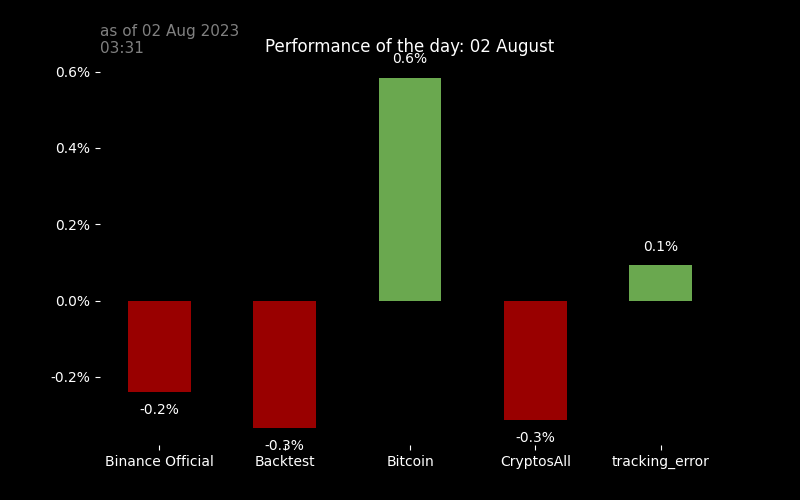 as of 02 Aug 2023
03:31
Performance of the day: 02 August
0.6%
0.6%
0.4%
0.2%
0.1%
0.0%
-0.2%
-0.2%
-0.3%
-0.3%
Binance Official
Backtest
Bitcoin
CryptosAll
tracking_error